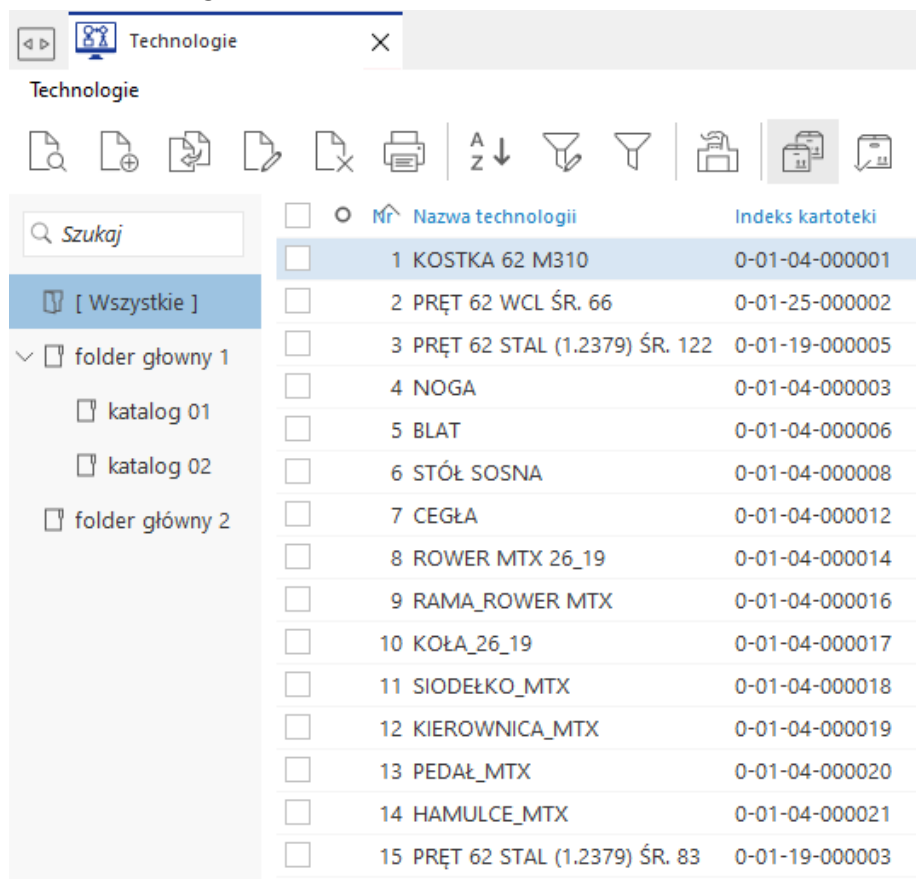 Technologie
Technologie
A
Z
Szukaj
[ Wszystkie ]
folder głowny 1
katalog 01
katalog 02
folder główny 2
Nr Nazwa technologii Indeks kartoteki
1 KOSTKA 62 M310 0-01-04-000001
2 PRĘT 62 WCL ŚR. 66 0-01-25-000002
3 PRĘT 62 STAL (1.2379) ŚR. 122 0-01-19-000005
4 NOGA 0-01-04-000003
5 BLAT 0-01-04-000006
6 STÓŁ SOSNA 0-01-04-000008
7 CEGŁA 0-01-04-000012
8 ROWER MTX 26_19 0-01-04-000014
9 RAMA_ROWER MTX 0-01-04-000016
10 KOŁA_26_19 0-01-04-000017
11 SIODEŁKO_MTX 0-01-04-000018
12 KIEROWNICA_MTX 0-01-04-000019
13 PEDAŁ_MTX 0-01-04-000020
14 HAMULCE_MTX 0-01-04-000021
15 PRĘT 62 STAL (1.2379) ŚR. 83 0-01-19-000003